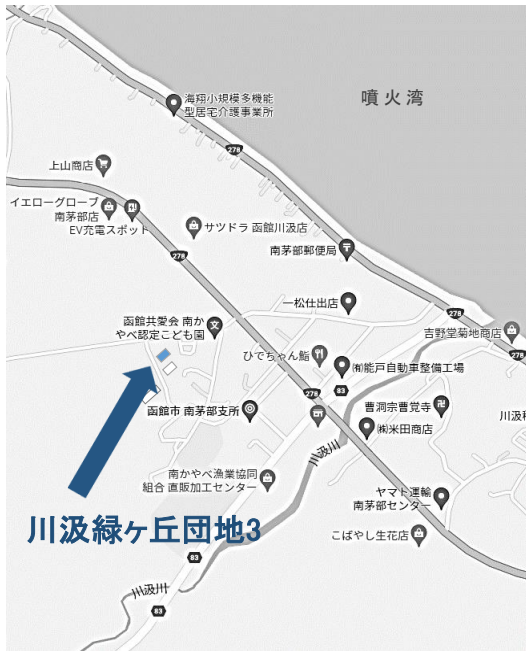 海翔小規模多機能
型居宅介護事業所
噴火湾
278
上山商店
イエローグローブ
南茅部店
EV充電スポット
サツドラ 函館川汲店
278
南茅部郵便局
一松仕出店
278
吉野堂菊地商店
278
函館共愛会 南か
やべ認定こども園
ひでちゃん鮨
㈲能戸自動車整備工場
278
83
函館市 南茅部支所
曹洞宗曹覚寺
川汲稲
㈱米田商店
川汲川
南かやべ漁業協同
組合 直販加工センター
ヤマト運輸
南茅部センター
川汲緑ヶ丘団地3
こばやし生花店
83
川汲川
83